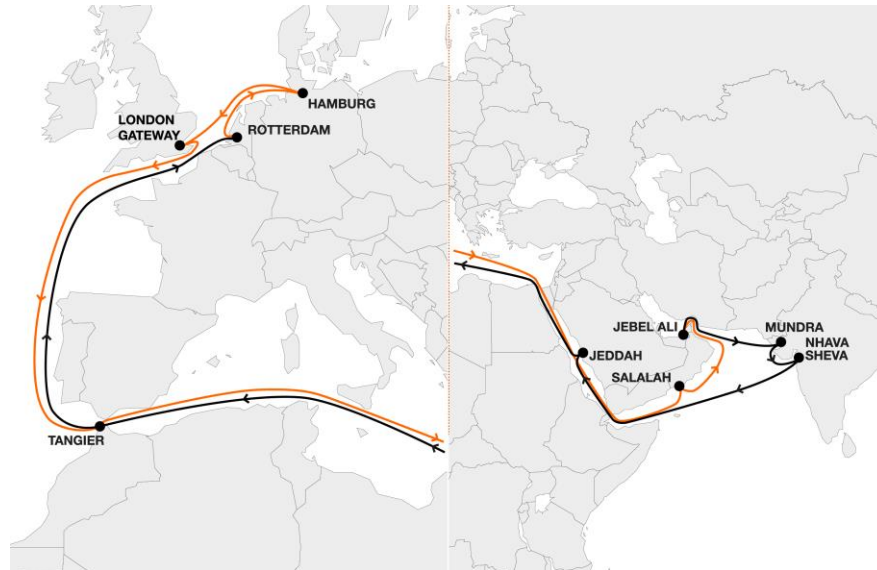 HAMBURG
LONDON
GATEWAY
ROTTERDAM
TANGIER
JEBEL ALI
MUNDRA
NHAVA
SHEVA
JEDDAH
SALALAH